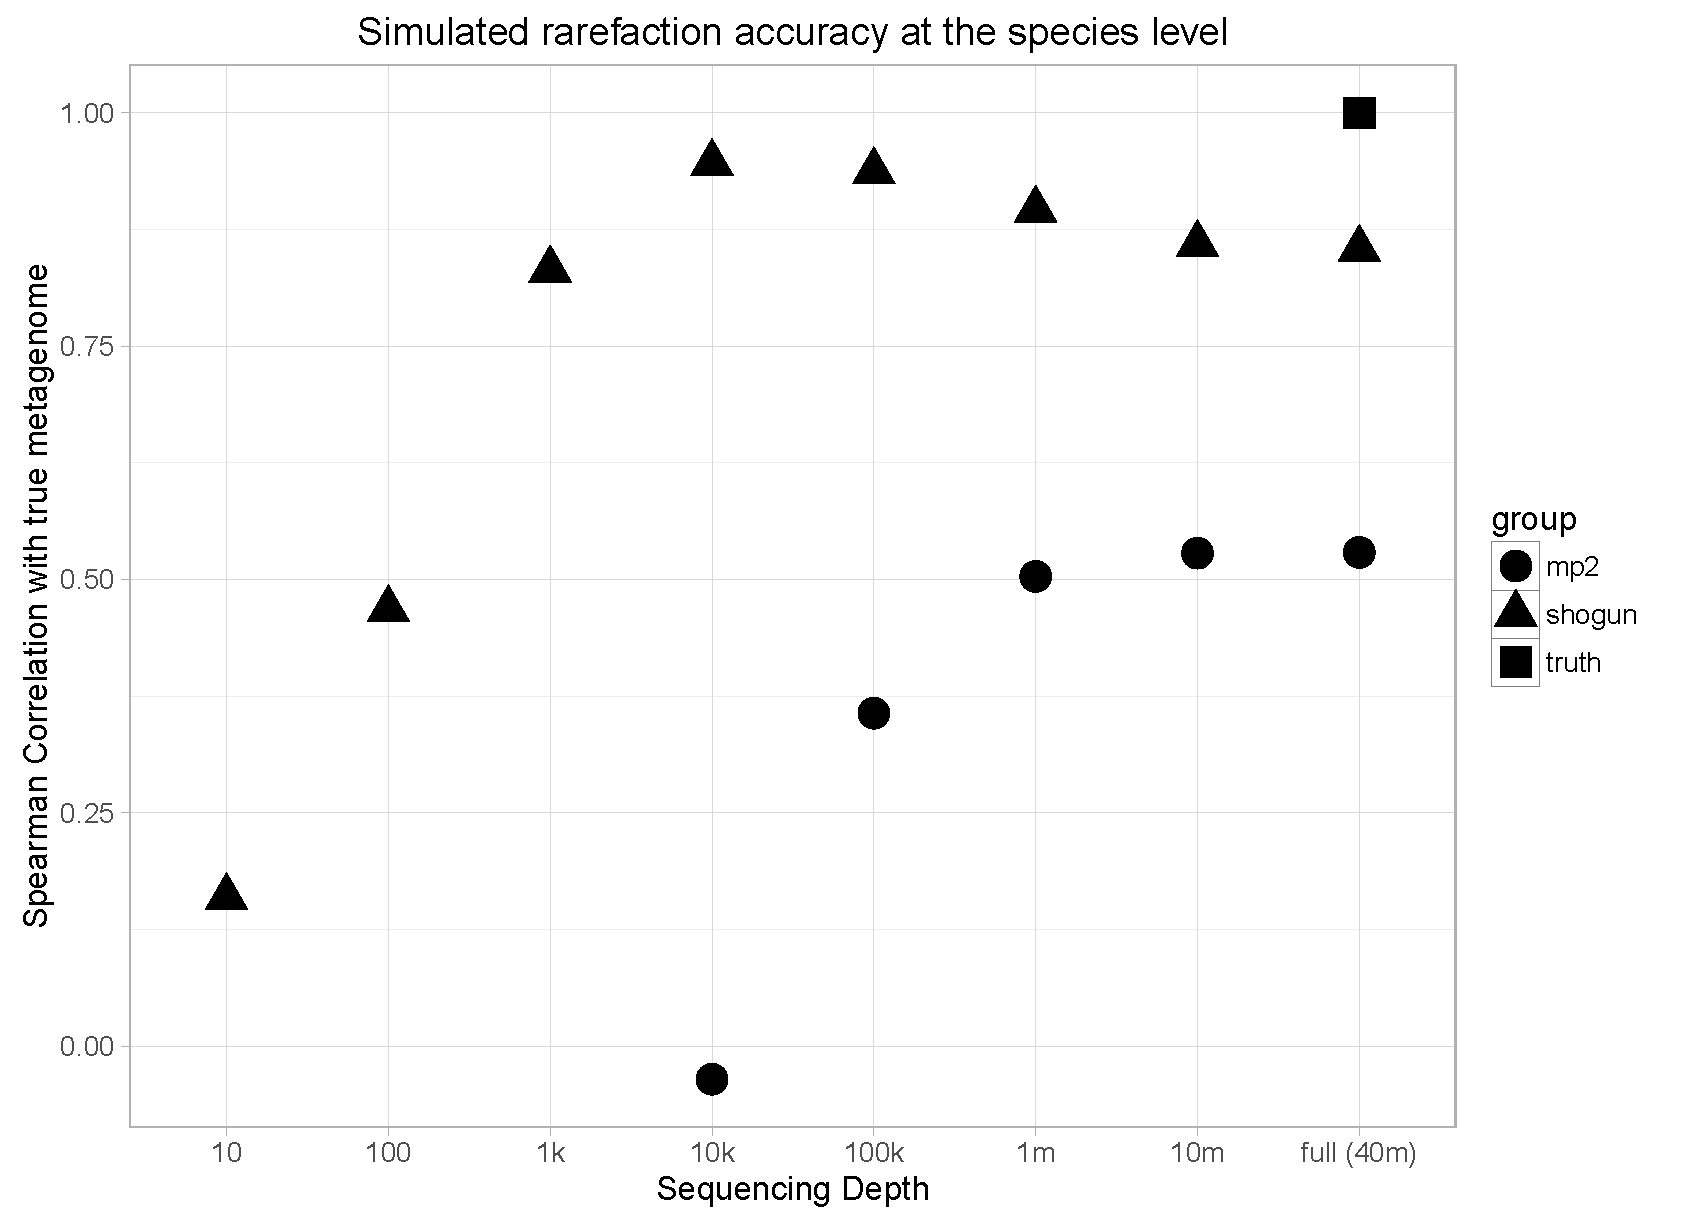 Simulated rarefaction accuracy at the species level
Spearman Correlation with true metagenome
1.00
0.75
0.50
0.25
0.00
10 100 1k 10k 100k 1m 10m full (40m)
Sequencing Depth
group
mp2
shogun
truth